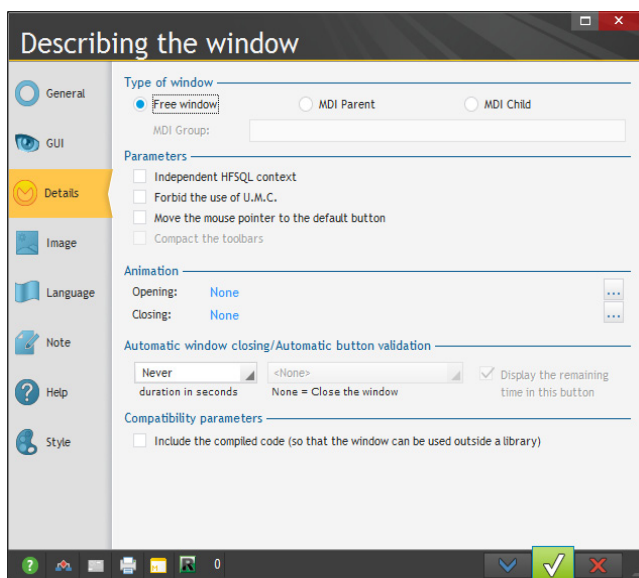 Describing the window
General
GUI
Details
Image
Language
Note
Help
Style
Type of window
Free window MDI Parent MDI Child
MDI Group:
Parameters
Independent HFSQL context
Forbid the use of U.M.C.
Move the mouse pointer to the default button
Compact the toolbars
Animation
Opening: None ...
Closing: None ...
Automatic window closing/Automatic button validation
Never <None> Display the remaining
duration in seconds None = Close the window time in this button
Compatibility parameters
Include the compiled code (so that the window can be used outside a library)
? R 0